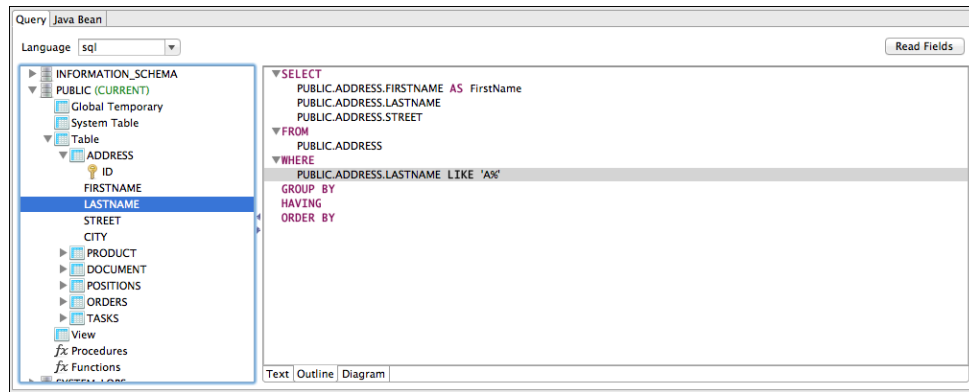 Query Java Bean
Language sql
Read Fields
INFORMATION_SCHEMA
PUBLIC (CURRENT)
Global Temporary
System Table
Table
ADDRESS
ID
FIRSTNAME
LASTNAME
STREET
CITY
PRODUCT
DOCUMENT
POSITIONS
ORDERS
TASKS
View
fx Procedures
fx Functions
SELECT
PUBLIC.ADDRESS.FIRSTNAME AS FirstName
PUBLIC.ADDRESS.LASTNAME
PUBLIC.ADDRESS.STREET
FROM
PUBLIC.ADDRESS
WHERE
PUBLIC.ADDRESS.LASTNAME LIKE 'A%'
GROUP BY
HAVING
ORDER BY
Text Outline Diagram